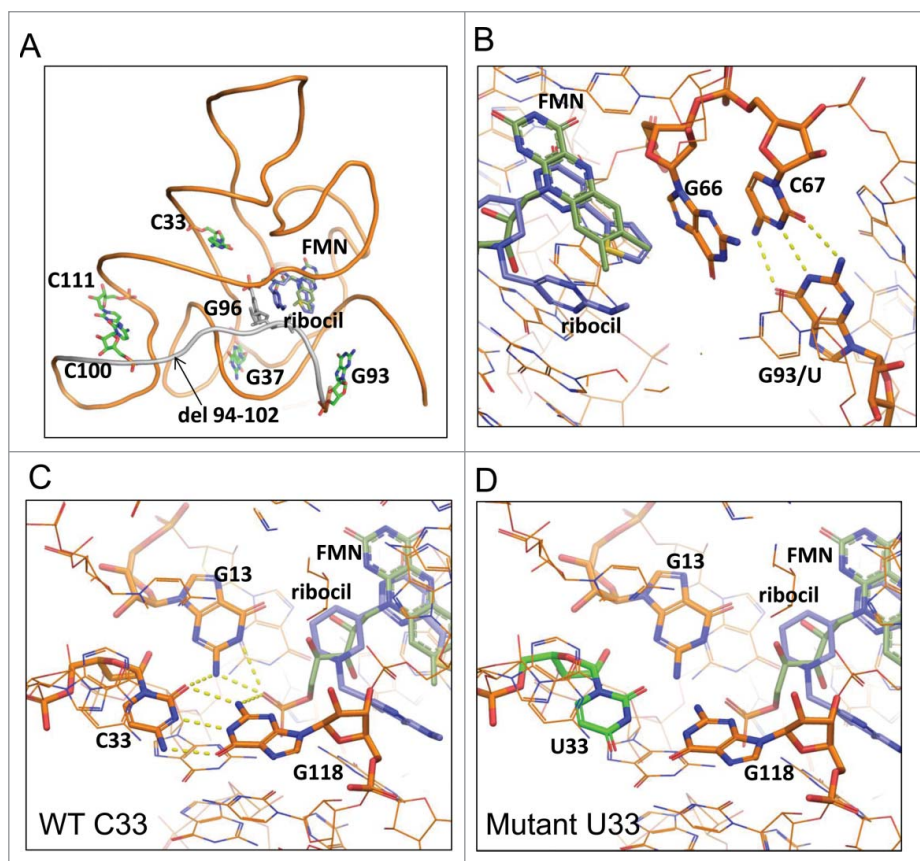 A
C33
FMN
C111
G96
ribocil
C100
G37
G93
del 94-102
B
FMN
G66
C67
ribocil
G93/U
C
FMN
G13
ribocil
C33
G118
WT C33
D
FMN
G13
ribocil
U33
G118
Mutant U33